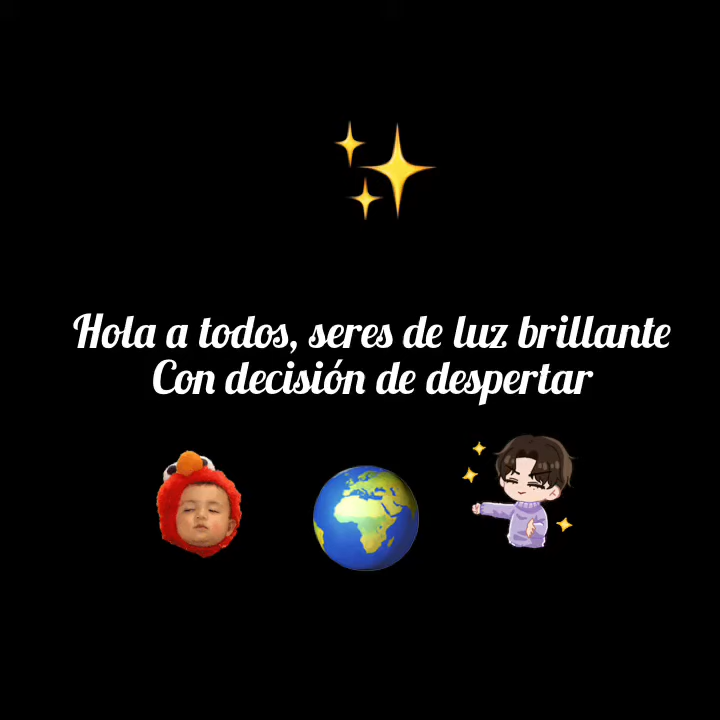 Hola a todos, seres de luz brillante
Con decisión de despertar